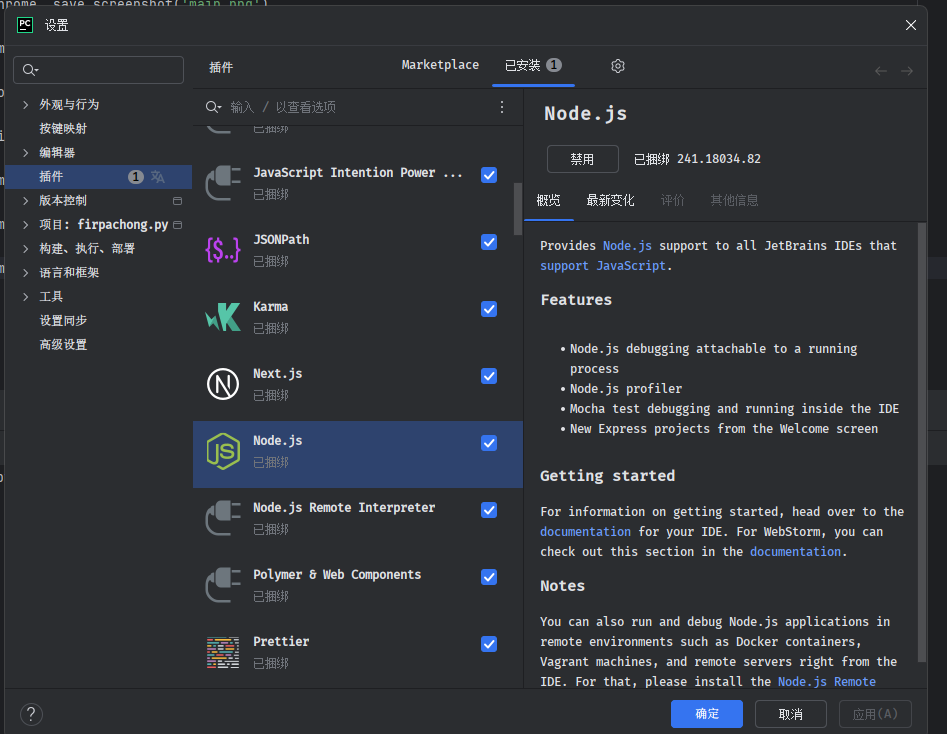 chrome. save_screenshot('main.png')
PC
设置
插件
Marketplace
已安装 1
外观与行为
按键映射
编辑器
插件 1
版本控制
项目: firpachong.py
构建、执行、部署
语言和框架
工具
设置同步
高级设置
输入 / 以查看选项
已捆绑
JavaScript Intention Power ...
已捆绑
{$..}
JSONPath
已捆绑
Karma
已捆绑
Next.js
已捆绑
Node.js
已捆绑
Node.js Remote Interpreter
已捆绑
Polymer & Web Components
已捆绑
Prettier
已捆绑
Node.js
禁用
已捆绑 241.18034.82
概览
最新变化
评价
其他信息
Provides Node.js support to all JetBrains IDEs that
support JavaScript.
Features
• Node.js debugging attachable to a running
process
• Node.js profiler
• Mocha test debugging and running inside the IDE
• New Express projects from the Welcome screen
Getting started
For information on getting started, head over to the
documentation for your IDE. For WebStorm, you can
check out this section in the documentation.
Notes
You can also run and debug Node.js applications in
remote environments such as Docker containers,
Vagrant machines, and remote servers right from the
IDE. For that, please install the Node.js Remote
?
确定
取消
应用(A)